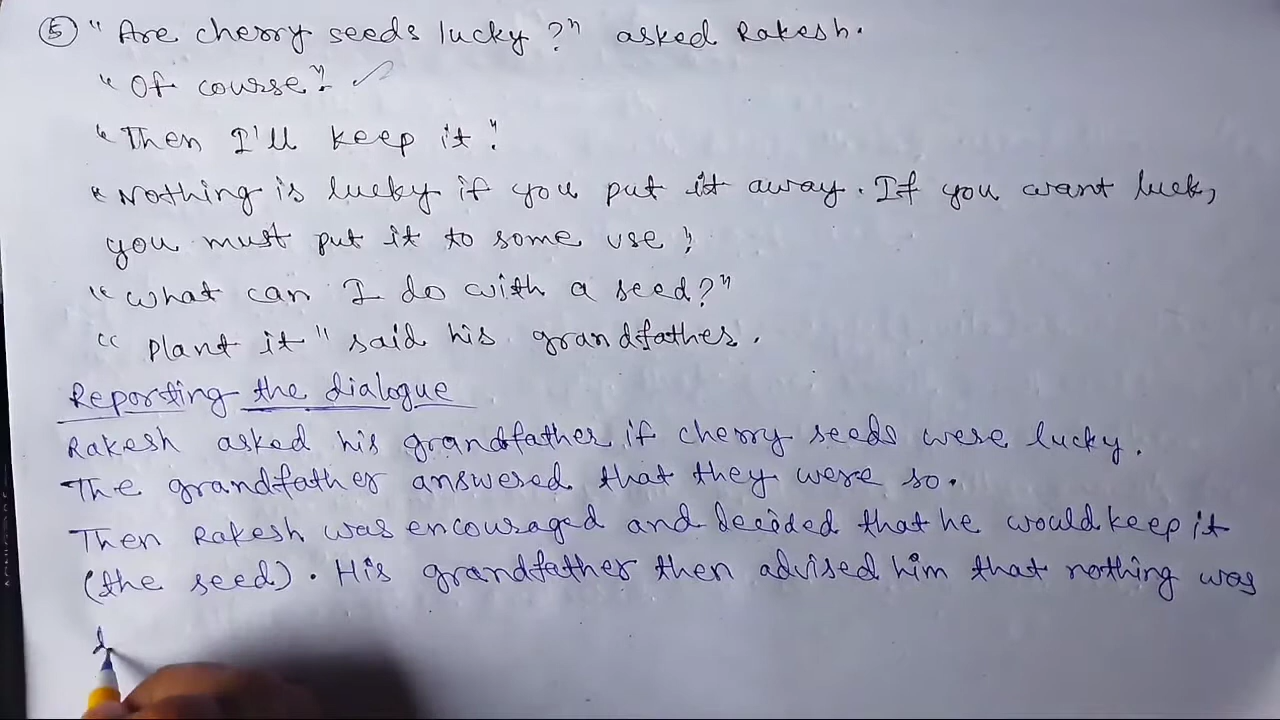 ⑤ "Are cherry seeds lucky?" asked Rakesh.
"Of course".
"Then I'll keep it".
"Nothing is lucky if you put it away. If you want luck,
you must put it to some use".
"What can I do with a seed?"
"Plant it" said his grandfather.
Reporting the dialogue
Rakesh asked his grandfather if cherry seeds were lucky.
The grandfather answered that they were so.
Then Rakesh was encouraged and decided that he would keep it
(the seed). His grandfather then advised him that nothing was